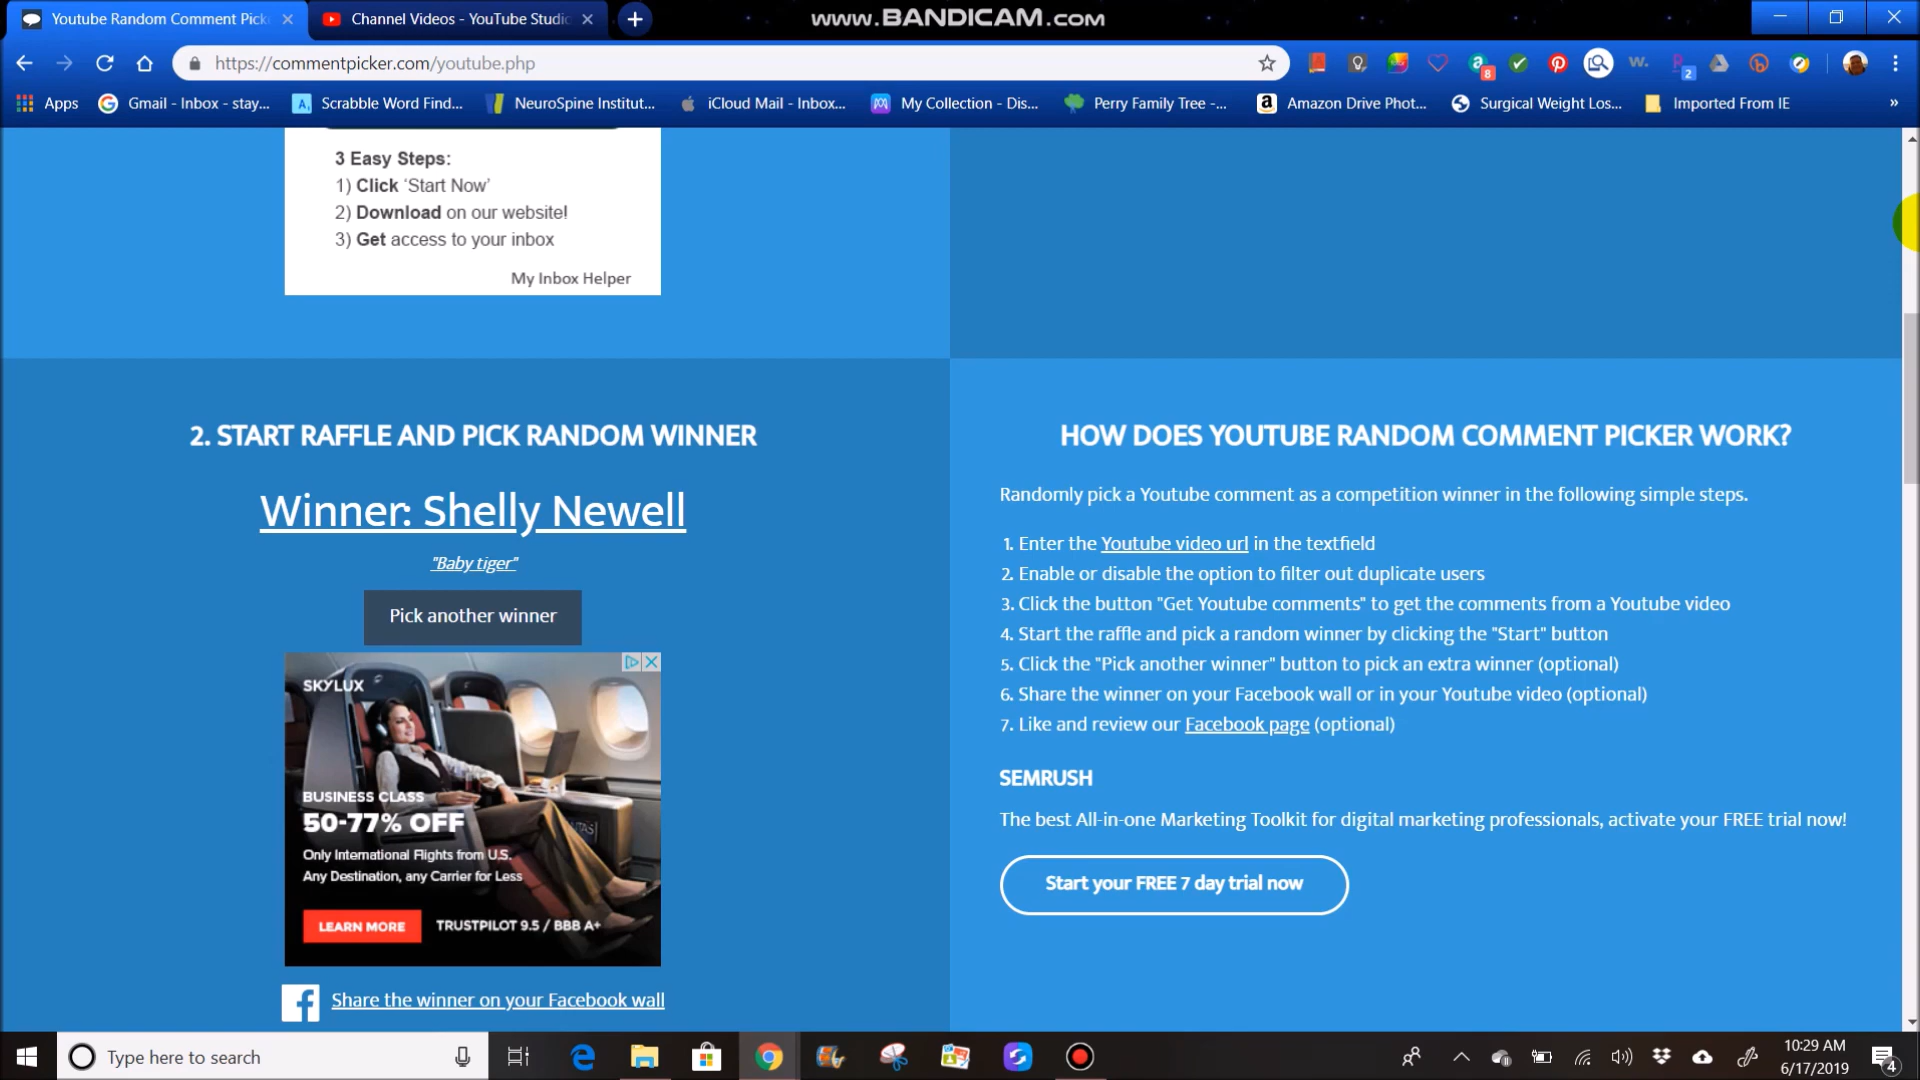 Youtube Random Comment Pick
Channel Videos - YouTube Studio
www.BANDICAM.com
https://commentpicker.com/youtube.php
8
w.
2
Apps
Gmail - Inbox - stay...
Scrabble Word Find...
NeuroSpine Institut...
iCloud Mail - Inbox...
My Collection - Dis...
Perry Family Tree -...
Amazon Drive Phot...
Surgical Weight Los...
Imported From IE
»
3 Easy Steps:
1) Click ‘Start Now’
2) Download on our website!
3) Get access to your inbox
My Inbox Helper
2. START RAFFLE AND PICK RANDOM WINNER
Winner: Shelly Newell
"Baby tiger"
Pick another winner
SKYLUX
BUSINESS CLASS
50-77% OFF
Only International Flights from U.S.
Any Destination, any Carrier for Less
LEARN MORE
TRUSTPILOT 9.5 / BBB A+
Share the winner on your Facebook wall
HOW DOES YOUTUBE RANDOM COMMENT PICKER WORK?
Randomly pick a Youtube comment as a competition winner in the following simple steps.
1. Enter the Youtube video url in the textfield
2. Enable or disable the option to filter out duplicate users
3. Click the button "Get Youtube comments" to get the comments from a Youtube video
4. Start the raffle and pick a random winner by clicking the "Start" button
5. Click the "Pick another winner" button to pick an extra winner (optional)
6. Share the winner on your Facebook wall or in your Youtube video (optional)
7. Like and review our Facebook page (optional)
SEMRUSH
The best All-in-one Marketing Toolkit for digital marketing professionals, activate your FREE trial now!
Start your FREE 7 day trial now
Type here to search
10:29 AM
6/17/2019
4